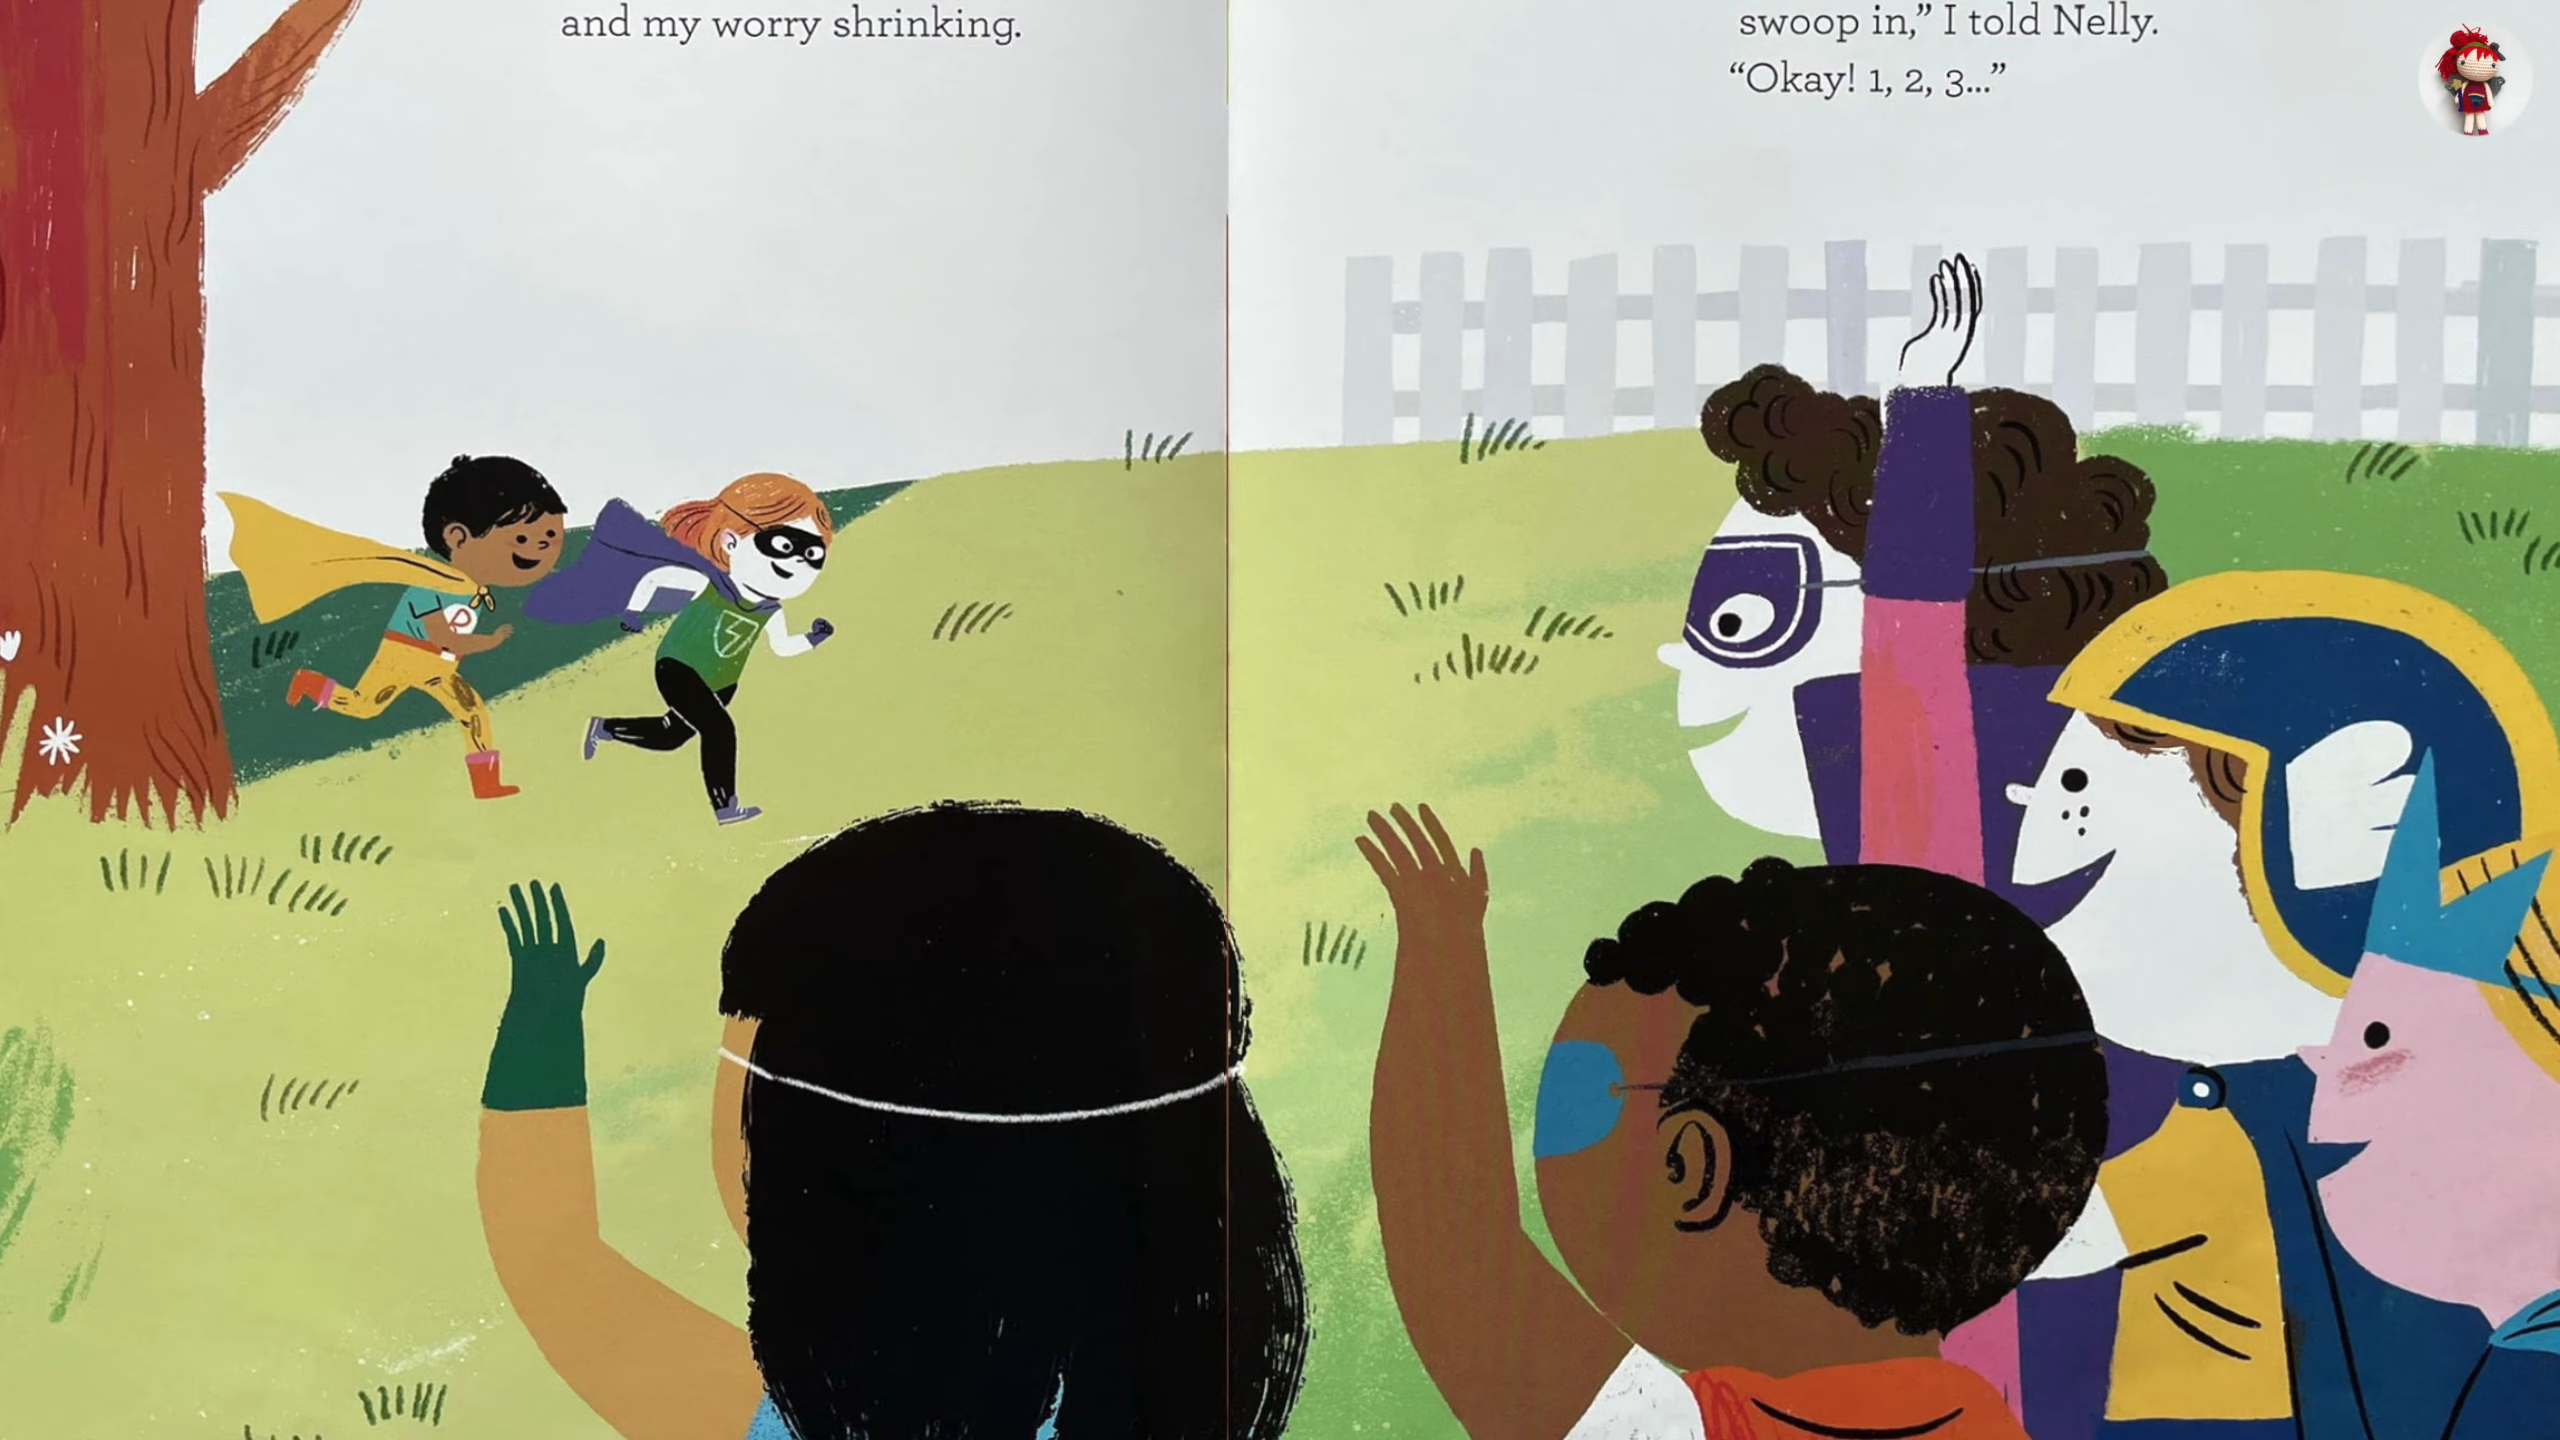 and my worry shrinking.
swoop in,” I told Nelly.
“Okay! 1, 2, 3...”